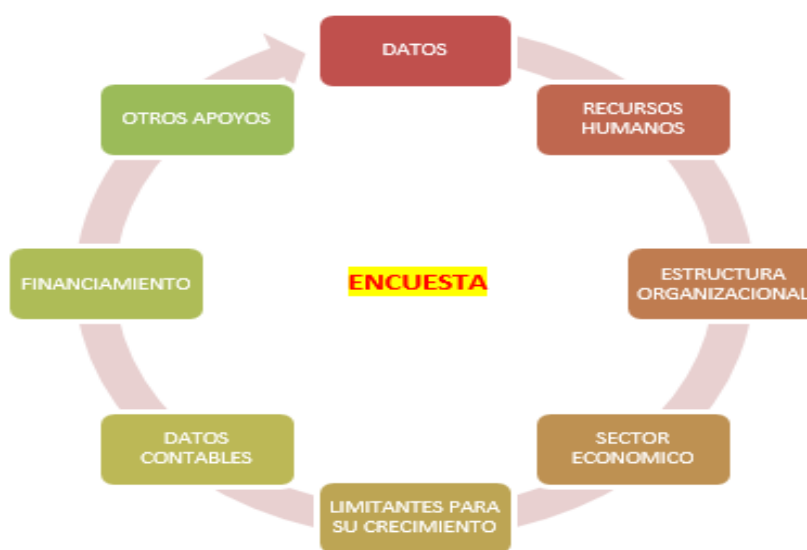 DATOS
RECURSOS
HUMANOS
ESTRUCTURA
ORGANIZACIONAL
SECTOR
ECONOMICO
LIMITANTES PARA
SU CRECIMIENTO
DATOS
CONTABLES
FINANCIAMIENTO
OTROS APOYOS
ENCUESTA